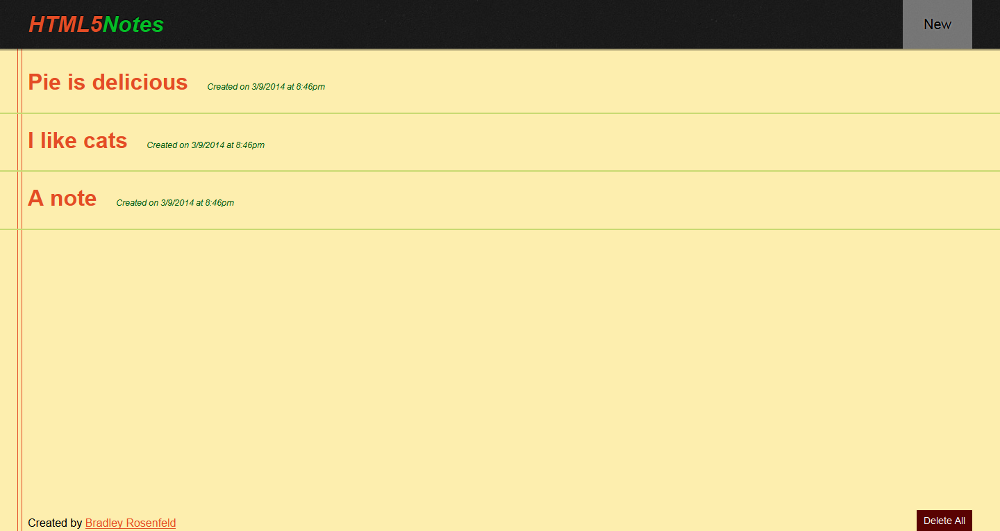 HTML5Notes New
Pie is delicious Created on 3/9/2014 at 8:46pm
I like cats Created on 3/9/2014 at 8:46pm
A note Created on 3/9/2014 at 8:46pm
Created by Bradley Rosenfeld Delete All